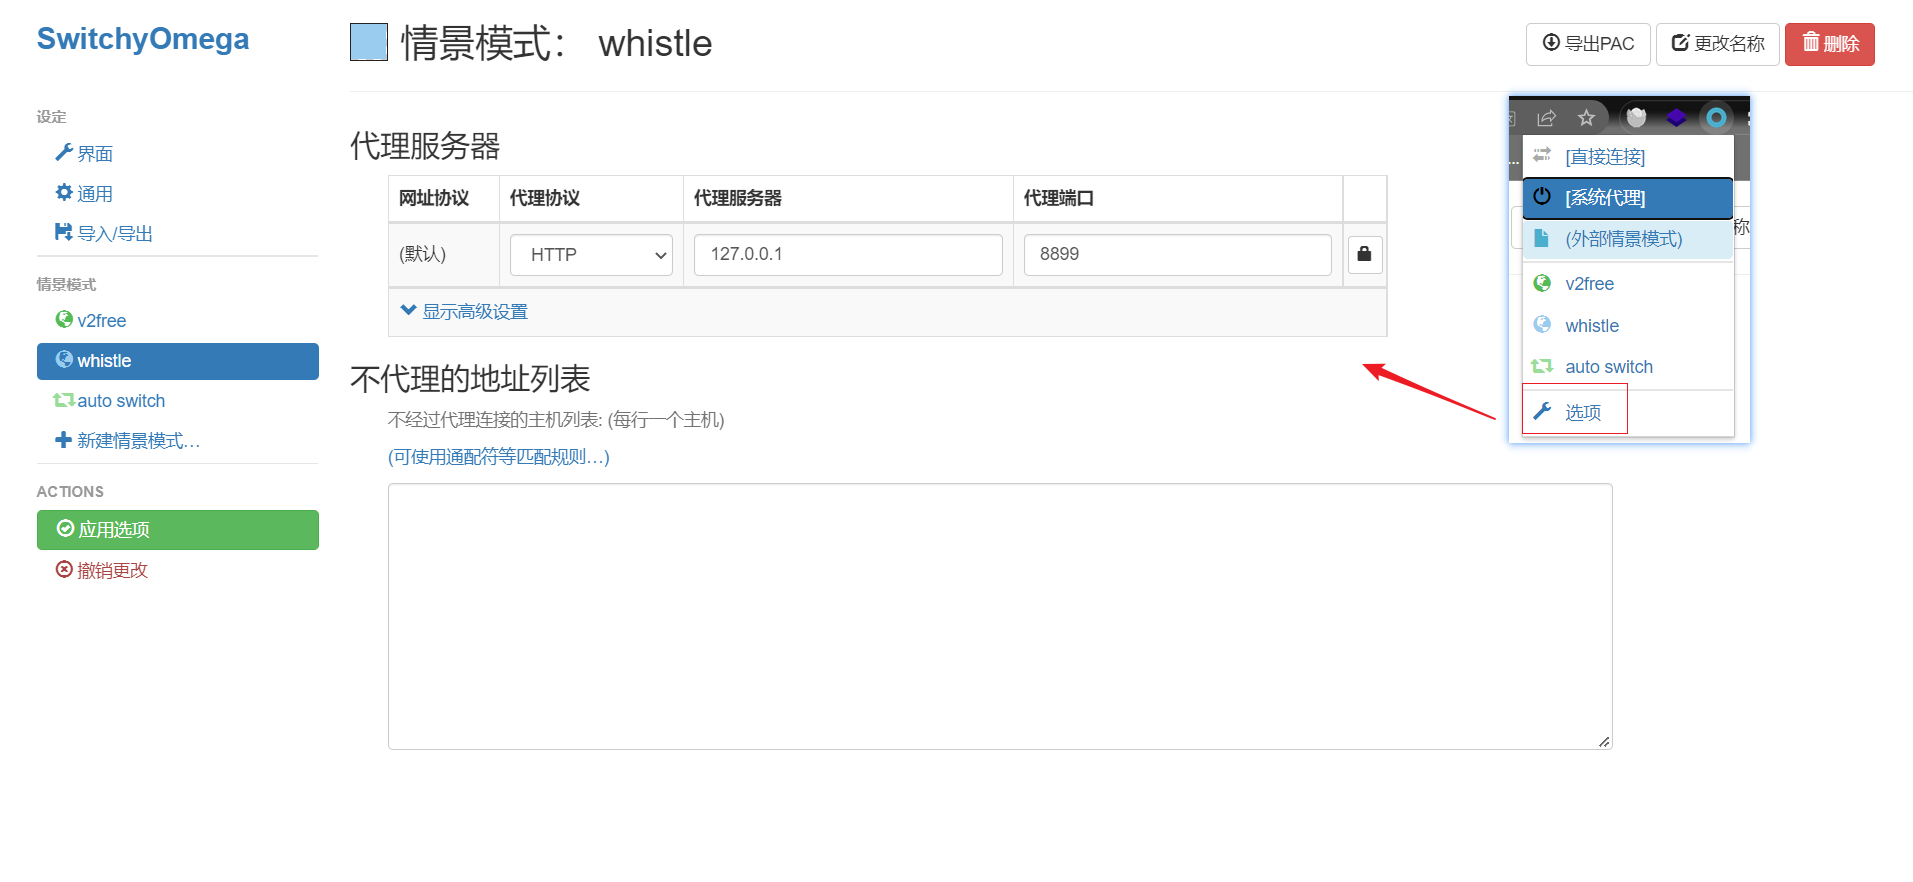 SwitchyOmega
设定
界面
通用
导入/导出
情景模式
v2free
whistle
auto switch
新建情景模式…
ACTIONS
应用选项
撤销更改
情景模式： whistle
导出PAC
更改名称
删除
代理服务器
网址协议 代理协议 代理服务器 代理端口
(默认) HTTP 127.0.0.1 8899
显示高级设置
不代理的地址列表
不经过代理连接的主机列表: (每行一个主机)
(可使用通配符等匹配规则…)
[直接连接]
[系统代理]
称
(外部情景模式)
v2free
whistle
auto switch
选项